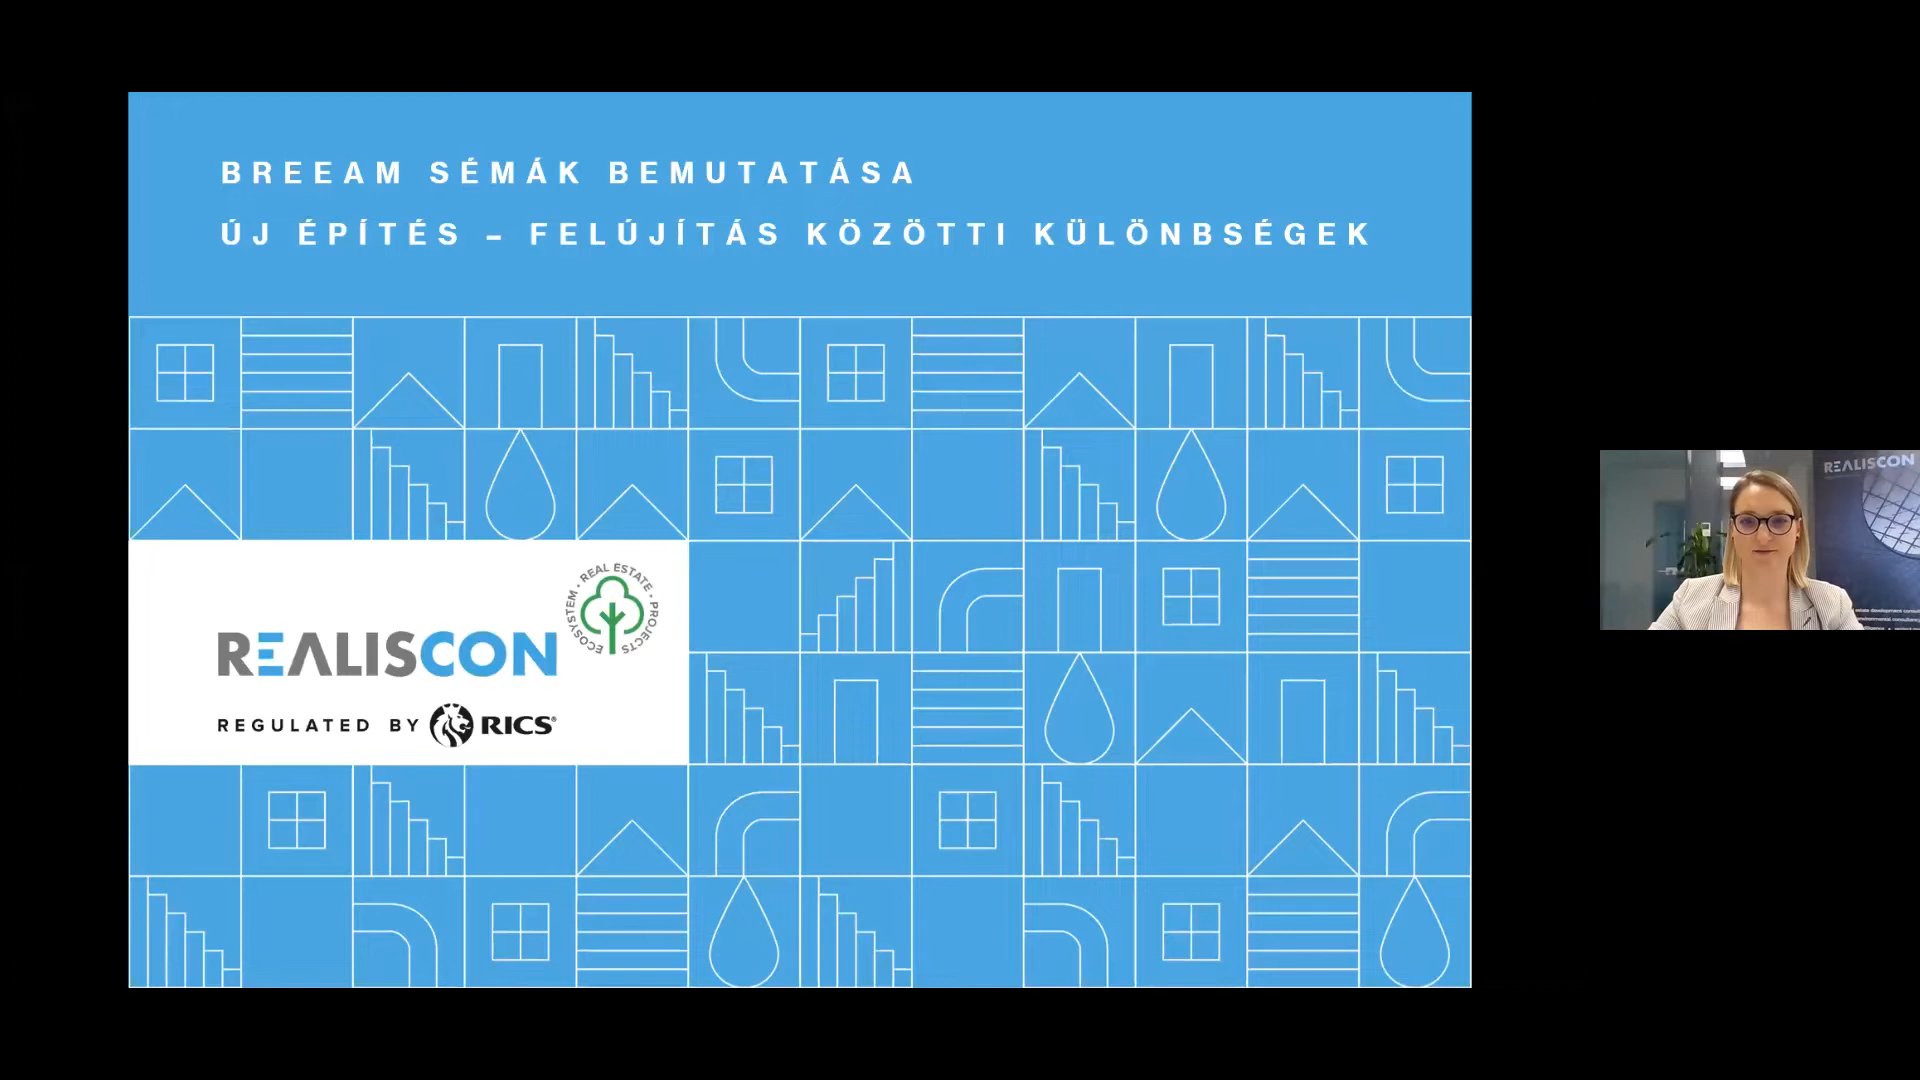 BREEAM SÉMÁK BEMUTATÁSA
ÚJ ÉPÍTÉS – FELÚJÍTÁS KÖZÖTTI KÜLÖNBSÉGEK
REAL ESTATE • PROJECTS • ECOSYSTEM •
REALISCON
REGULATED BY RICS®
REALISCON